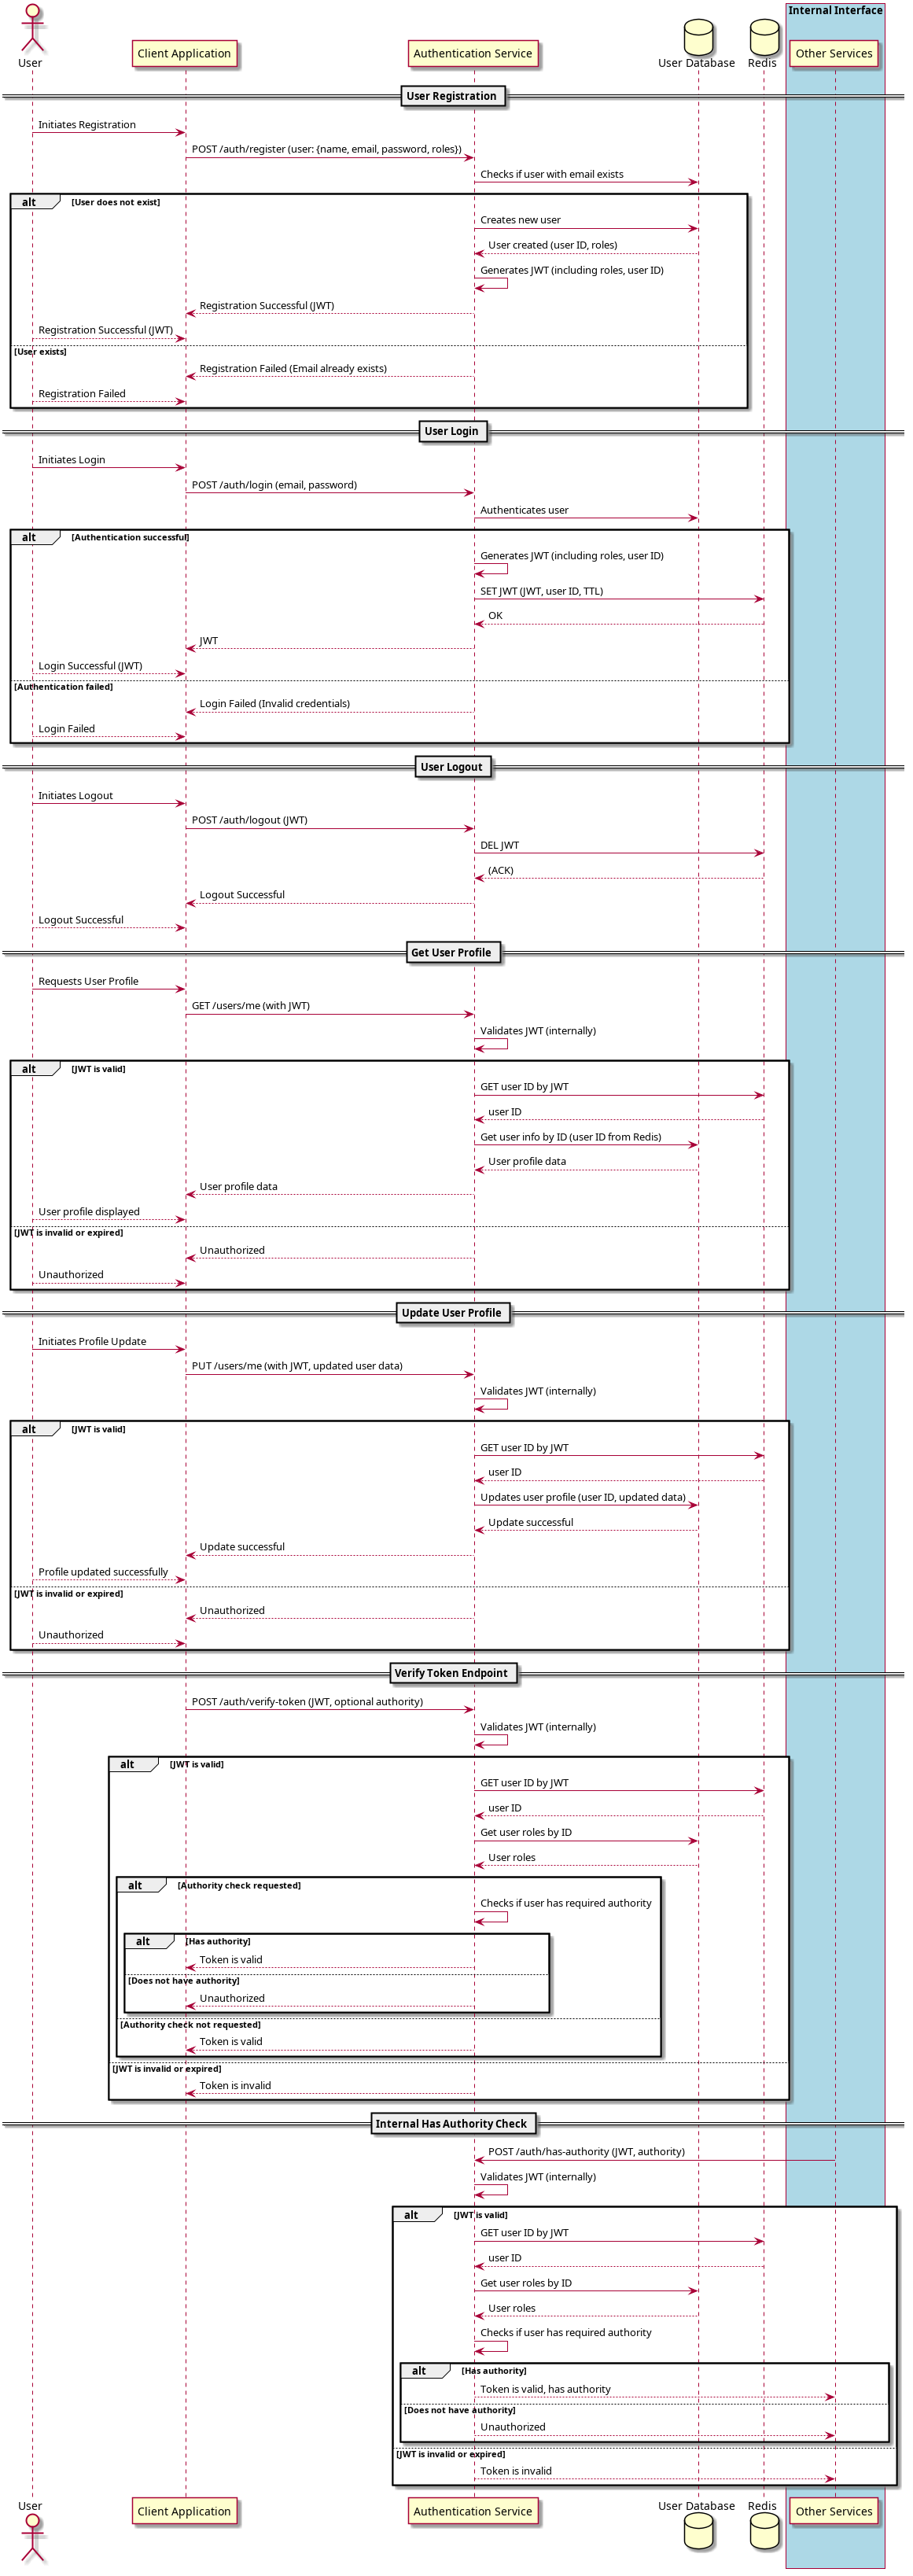 Internal Interface
User
Client Application
Authentication Service
User Database
Redis
Other Services
User Registration
Initiates Registration
POST /auth/register (user: {name, email, password, roles})
Checks if user with email exists
alt [User does not exist]
Creates new user
User created (user ID, roles)
Generates JWT (including roles, user ID)
Registration Successful (JWT)
Registration Successful (JWT)
[User exists]
Registration Failed (Email already exists)
Registration Failed
User Login
Initiates Login
POST /auth/login (email, password)
Authenticates user
alt [Authentication successful]
Generates JWT (including roles, user ID)
SET JWT (JWT, user ID, TTL)
OK
JWT
Login Successful (JWT)
[Authentication failed]
Login Failed (Invalid credentials)
Login Failed
User Logout
Initiates Logout
POST /auth/logout (JWT)
DEL JWT
(ACK)
Logout Successful
Logout Successful
Get User Profile
Requests User Profile
GET /users/me (with JWT)
Validates JWT (internally)
alt [JWT is valid]
GET user ID by JWT
user ID
Get user info by ID (user ID from Redis)
User profile data
User profile data
User profile displayed
[JWT is invalid or expired]
Unauthorized
Unauthorized
Update User Profile
Initiates Profile Update
PUT /users/me (with JWT, updated user data)
Validates JWT (internally)
alt [JWT is valid]
GET user ID by JWT
user ID
Updates user profile (user ID, updated data)
Update successful
Update successful
Profile updated successfully
[JWT is invalid or expired]
Unauthorized
Unauthorized
Verify Token Endpoint
POST /auth/verify-token (JWT, optional authority)
Validates JWT (internally)
alt [JWT is valid]
GET user ID by JWT
user ID
Get user roles by ID
User roles
alt [Authority check requested]
Checks if user has required authority
alt [Has authority]
Token is valid
[Does not have authority]
Unauthorized
[Authority check not requested]
Token is valid
[JWT is invalid or expired]
Token is invalid
Internal Has Authority Check
POST /auth/has-authority (JWT, authority)
Validates JWT (internally)
alt [JWT is valid]
GET user ID by JWT
user ID
Get user roles by ID
User roles
Checks if user has required authority
alt [Has authority]
Token is valid, has authority
[Does not have authority]
Unauthorized
[JWT is invalid or expired]
Token is invalid
User
Client Application
Authentication Service
User Database
Redis
Other Services